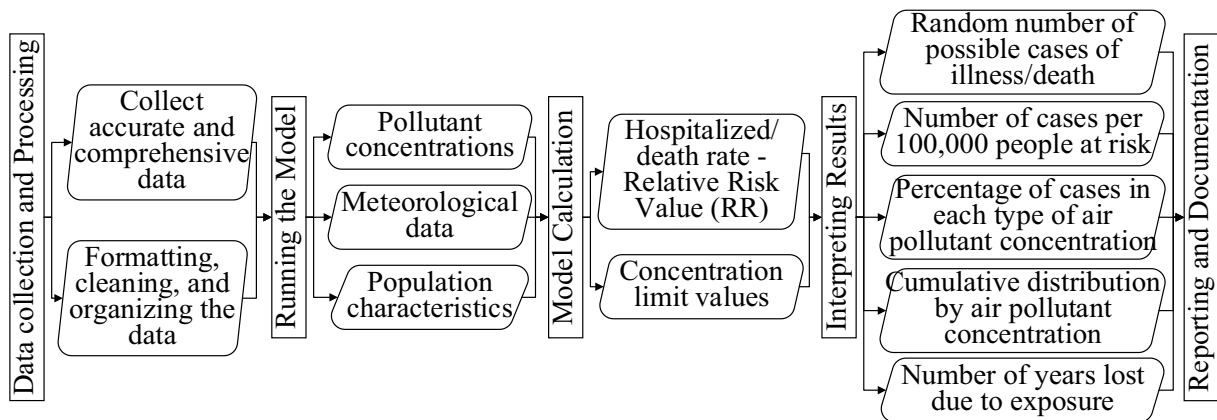 Data collection and Processing
Collect
accurate and
comprehensive
data
Formatting,
cleaning, and
organizing the
data
Running the Model
Pollutant
concentrations
Meteorological
data
Population
characteristics
Model Calculation
Hospitalized/
death rate -
Relative Risk
Value (RR)
Concentration
limit values
Interpreting Results
Random number of
possible cases of
illness/death
Number of cases per
100,000 people at risk
Percentage of cases in
each type of air
pollutant concentration
Cumulative distribution
by air pollutant
concentration
Number of years lost
due to exposure
Reporting and Documentation